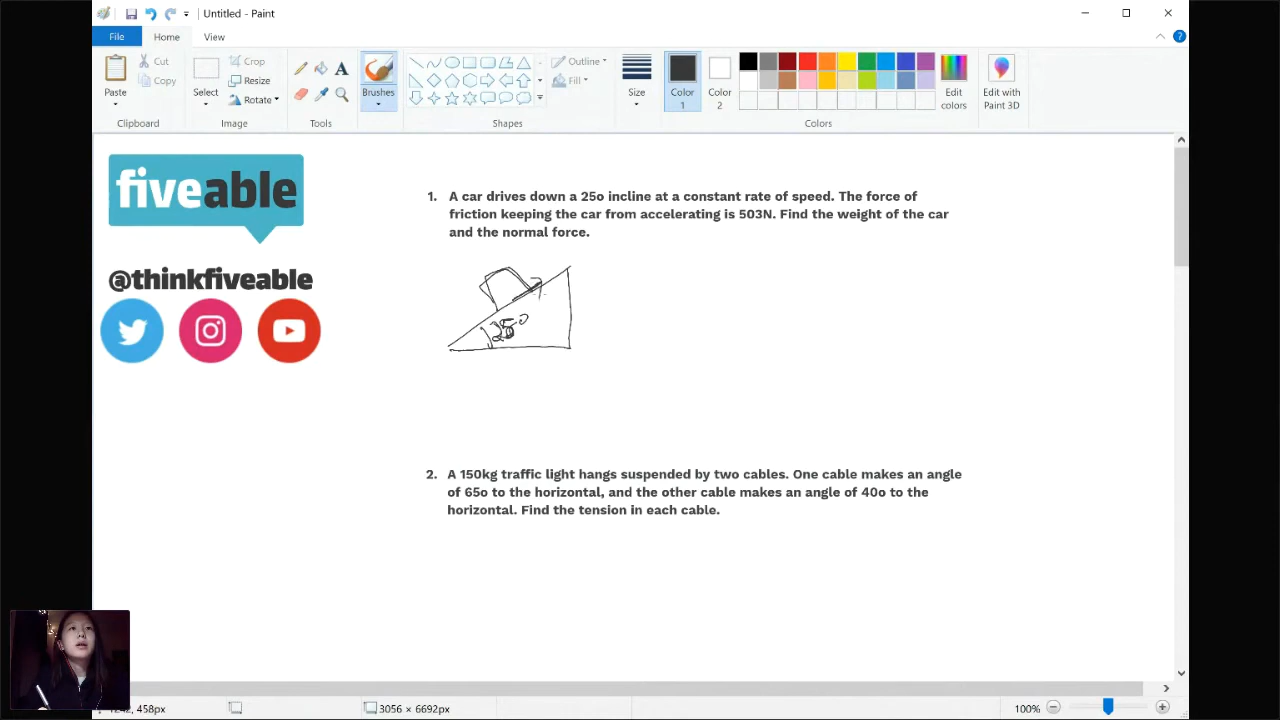 Untitled - Paint
File
Home
View
Paste
Cut
Copy
Clipboard
Select
Crop
Resize
Rotate
Image
Tools
Brushes
Outline
Fill
Shapes
Size
Color 1
Color 2
Edit colors
Colors
Edit with Paint 3D
fiveable
@thinkfiveable
1. A car drives down a 25o incline at a constant rate of speed. The force of
friction keeping the car from accelerating is 503N. Find the weight of the car
and the normal force.
25°
2. A 150kg traffic light hangs suspended by two cables. One cable makes an angle
of 65o to the horizontal, and the other cable makes an angle of 40o to the
horizontal. Find the tension in each cable.
458px
3056 × 6692px
100%